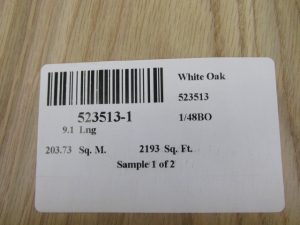 White Oak
523513
523513-1
1/48BO
9.1 Lng
203.73 Sq. M. 2193 Sq. Ft.
Sample 1 of 2